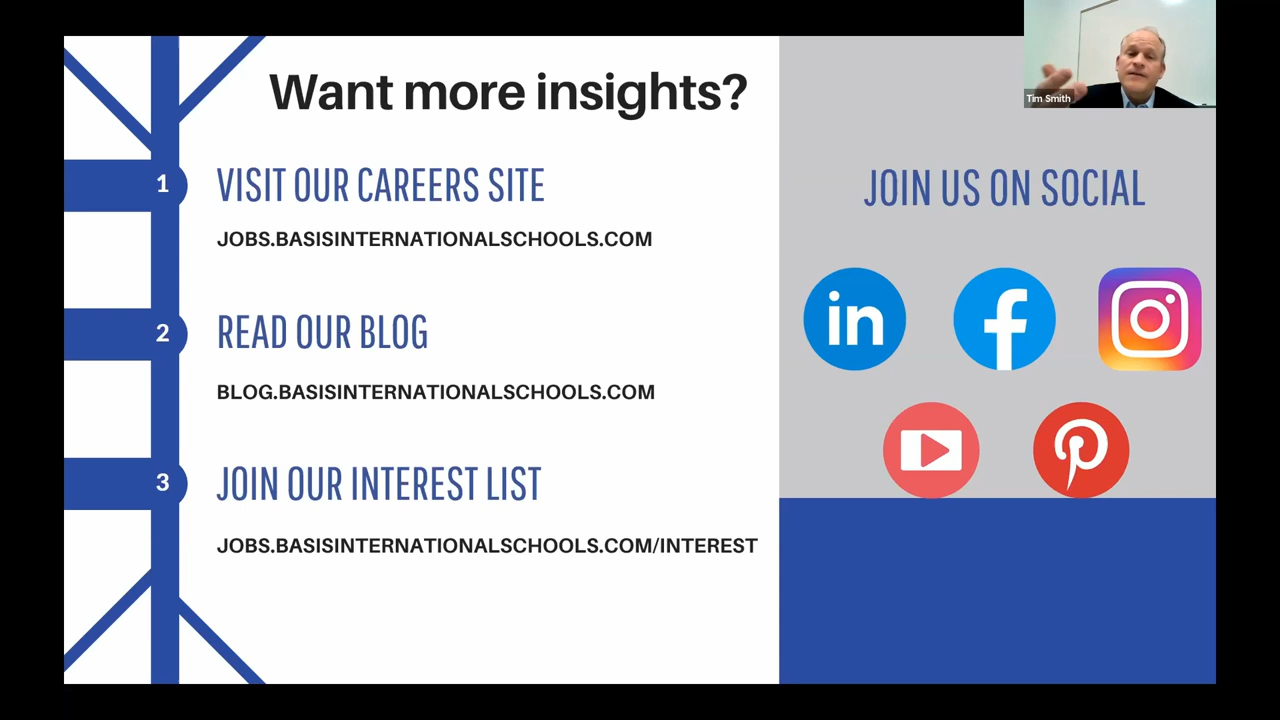 Want more insights?
1
VISIT OUR CAREERS SITE
JOBS.BASISINTERNATIONALSCHOOLS.COM
2
READ OUR BLOG
BLOG.BASISINTERNATIONALSCHOOLS.COM
3
JOIN OUR INTEREST LIST
JOBS.BASISINTERNATIONALSCHOOLS.COM/INTEREST
Tim Smith
JOIN US ON SOCIAL
in
f